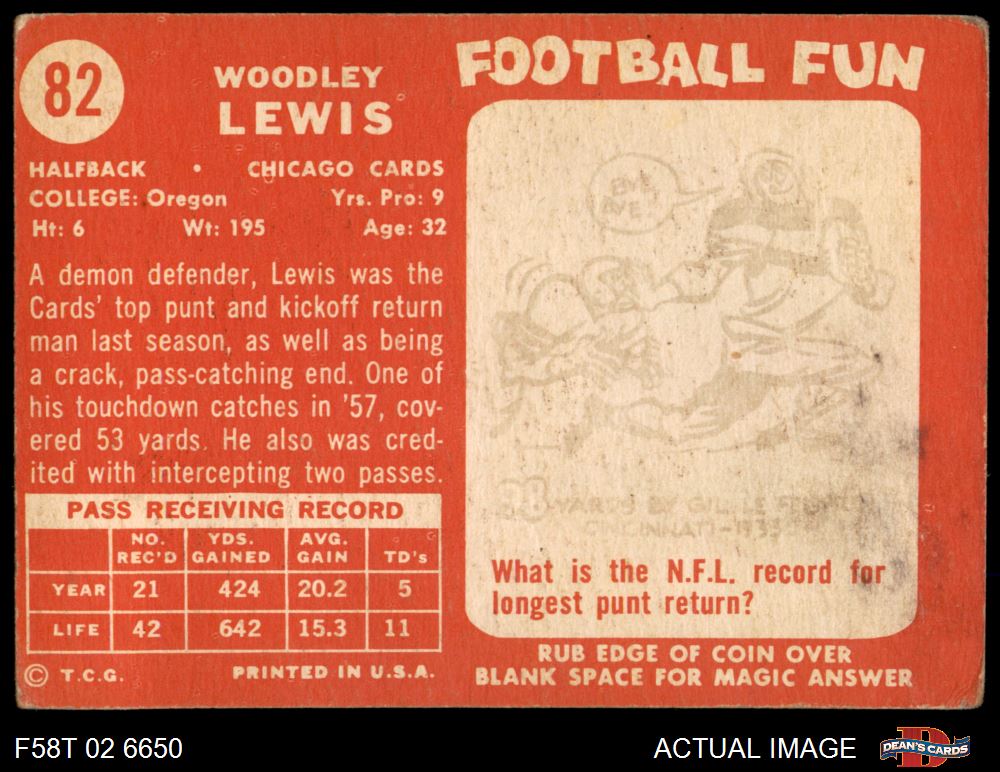 82
WOODLEY
LEWIS
HALFBACK • CHICAGO CARDS
COLLEGE: Oregon Yrs. Pro: 9
Ht: 6 Wt: 195 Age: 32
A demon defender, Lewis was the
Cards' top punt and kickoff return
man last season, as well as being
a crack, pass-catching end. One of
his touchdown catches in '57, cov-
ered 53 yards. He also was cred-
ited with intercepting two passes.
PASS RECEIVING RECORD
NO. REC'D YDS. GAINED AVG. GAIN TD's
YEAR 21 424 20.2 5
LIFE 42 642 15.3 11
© T.C.G. PRINTED IN U.S.A.
FOOTBALL FUN
YARDS BY
CINCINNATI-1933
What is the N.F.L. record for
longest punt return?
RUB EDGE OF COIN OVER
BLANK SPACE FOR MAGIC ANSWER
F58T 02 6650
ACTUAL IMAGE
DEAN'S CARDS